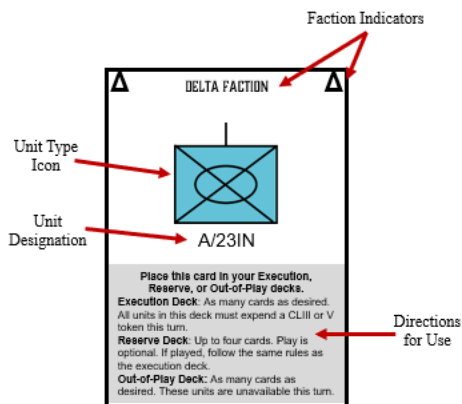 Faction Indicators
Δ DELTA FACTION Δ
Unit Type
Icon
Unit
Designation
A/23IN
Place this card in your Execution,
Reserve, or Out-of-Play decks.
Execution Deck: As many cards as desired.
All units in this deck must expend a CLIII or V
token this turn.
Reserve Deck: Up to four cards. Play is
optional. If played, follow the same rules as
the execution deck.
Out-of-Play Deck: As many cards as
desired. These units are unavailable this turn.
Directions
for Use